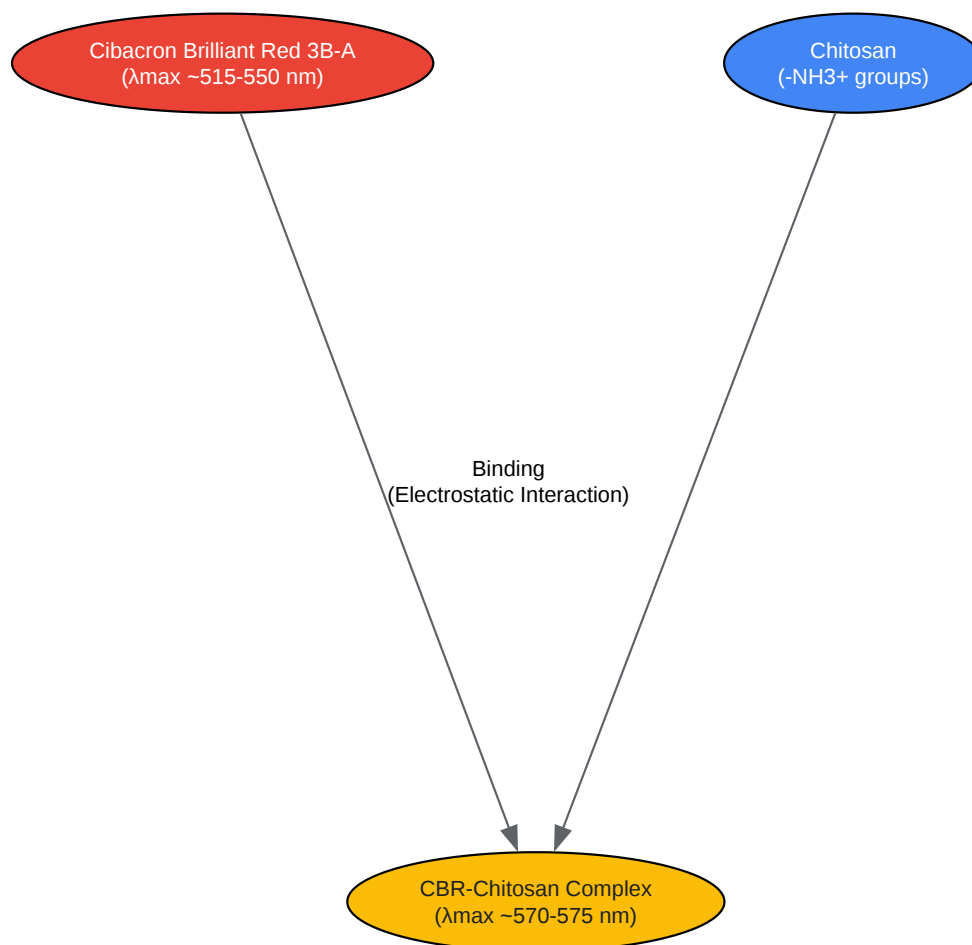 Cibacron Brilliant Red 3B-A
(λmax ~515-550 nm)
Chitosan
(-NH3+ groups)
Binding
(Electrostatic Interaction)
CBR-Chitosan Complex
(λmax ~570-575 nm)